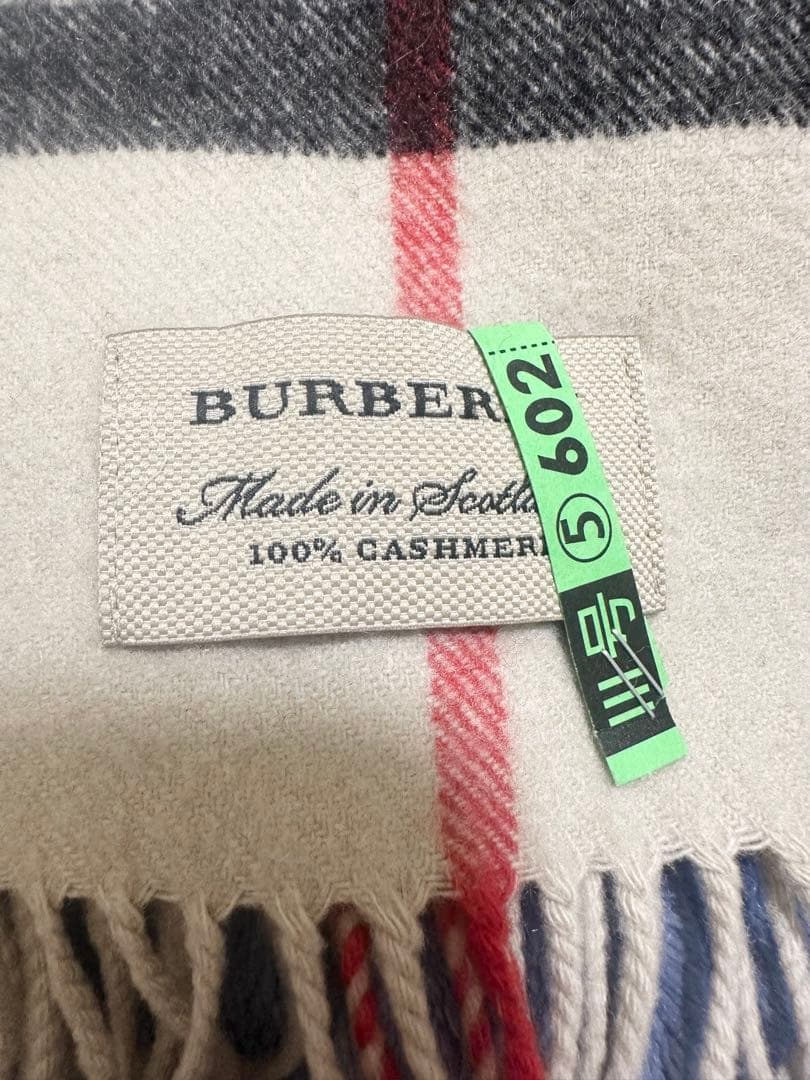 BURBER
Made in Scotl
100% CASHMER
⑤ 602